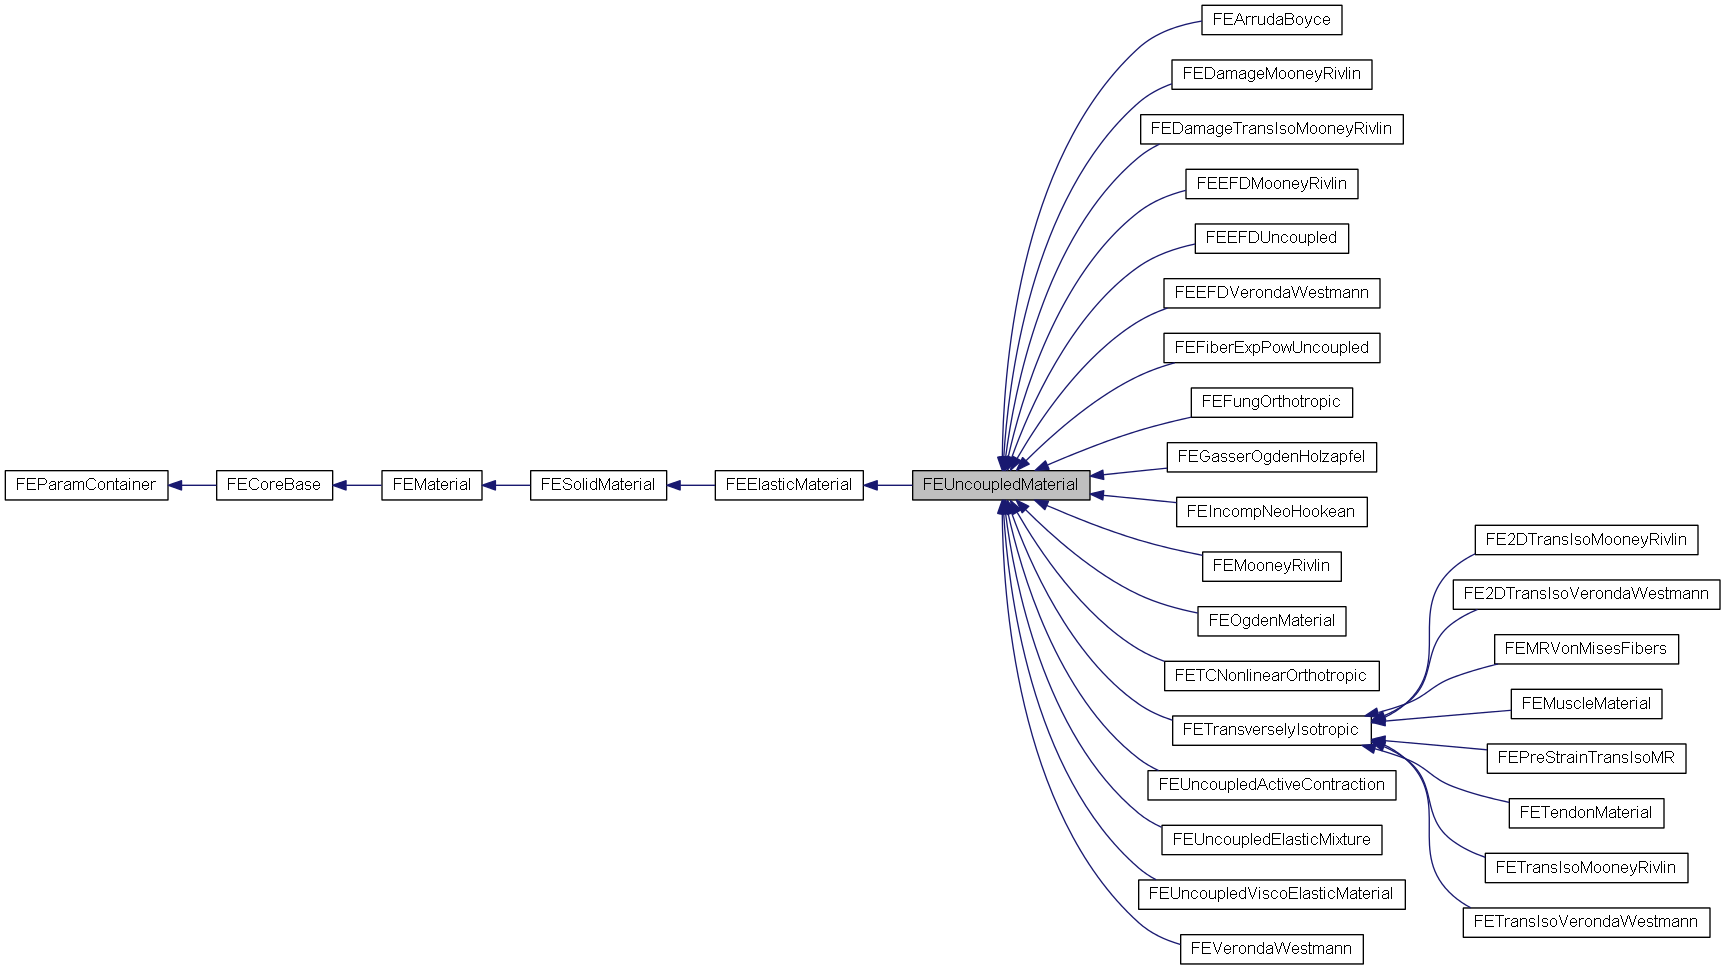 FEParamContainer
FECoreBase
FEMaterial
FESolidMaterial
FEElasticMaterial
FEUncoupledMaterial
FEArrudaBoyce
FEDamageMooneyRivlin
FEDamageTransIsoMooneyRivlin
FEEFDMooneyRivlin
FEEFDUncoupled
FEEFDVerondaWestmann
FEFiberExpPowUncoupled
FEFungOrthotropic
FEGasserOgdenHolzapfel
FEIncompNeoHookean
FEMooneyRivlin
FEOgdenMaterial
FETCNonlinearOrthotropic
FETransverselyIsotropic
FEUncoupledActiveContraction
FEUncoupledElasticMixture
FEUncoupledViscoElasticMaterial
FEVerondaWestmann
FE2DTransIsoMooneyRivlin
FE2DTransIsoVerondaWestmann
FEMRVonMisesFibers
FEMuscleMaterial
FEPreStrainTransIsoMR
FETendonMaterial
FETransIsoMooneyRivlin
FETransIsoVerondaWestmann